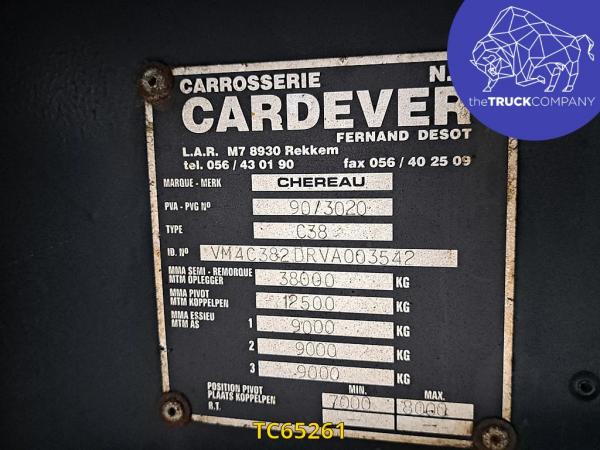 CARROSSERIE N.
CARDEVER
FERNAND DESOT
L.A.R. M7 8930 Rekkem
tel. 056 / 43 01 90 fax 056 / 40 25 09
MARQUE - MERK CHEREAU
PVA - PVG Nº 90/3020
TYPE C38
ID. Nº VM4C382DRVA003542
MMA SEMI - REMORQUE
MTM OPLEGGER 38000 KG
MMA PIVOT
MTM KOPPELPEN 12500 KG
MMA ESSIEU
MTM AS 1 9000 KG
2 9000 KG
3 9000 KG
POSITION PIVOT MIN. MAX.
PLAATS KOPPELPEN 7000 8000
R.T. — —
theTRUCKCOMPANY
TC65261